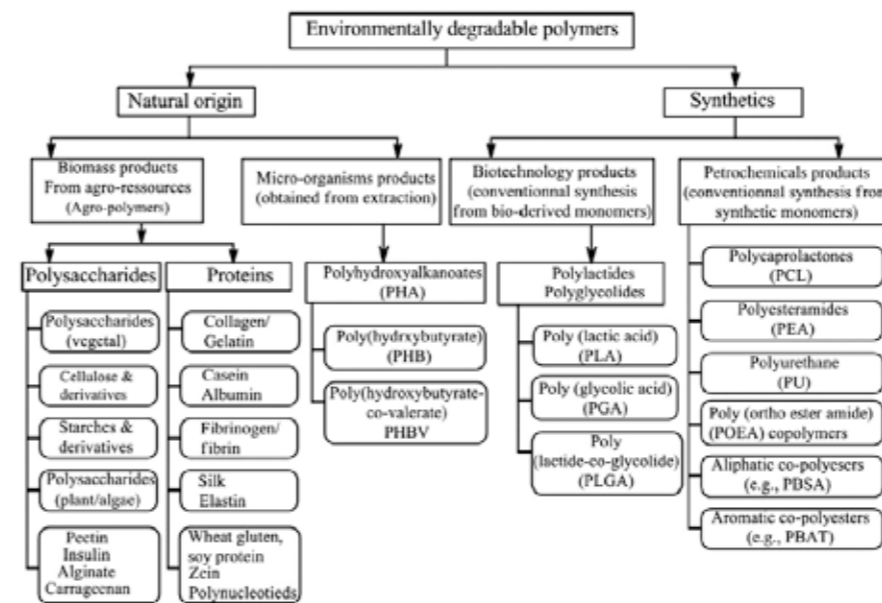 Environmentally degradable polymers
Natural origin
Synthetics
Biomass products
From agro-ressources
(Agro-polymers)
Micro-organisms products
(obtained from extraction)
Biotechnology products
(conventionnal synthesis
from bio-derived monomers)
Petrochemicals products
(conventionnal synthesis from
synthetic monomers)
Polysaccharides
Proteins
Polyhydroxyalkanoates
(PHA)
Polylactides
Polyglycolides
Polysaccharides
(vegetal)
Cellulose &
derivatives
Starches &
derivatives
Polysaccharides
(plant/algae)
Pectin
Insulin
Alginate
Carrageenan
Collagen/
Gelatin
Casein
Albumin
Fibrinogen/
fibrin
Silk
Elastin
Wheat gluten,
soy protein
Zein
Polynucleotieds
Poly(hydrxybutyrate)
(PHB)
Poly(hydroxybutyrate-
co-valerate)
PHBV
Poly (lactic acid)
(PLA)
Poly (glycolic acid)
(PGA)
Poly
(lactide-co-glycolide)
(PLGA)
Polycaprolactones
(PCL)
Polyesteramides
(PEA)
Polyurethane
(PU)
Poly (ortho ester amide)
(POEA) copolymers
Aliphatic co-polyesers
(e.g., PBSA)
Aromatic co-polyesters
(e.g., PBAT)